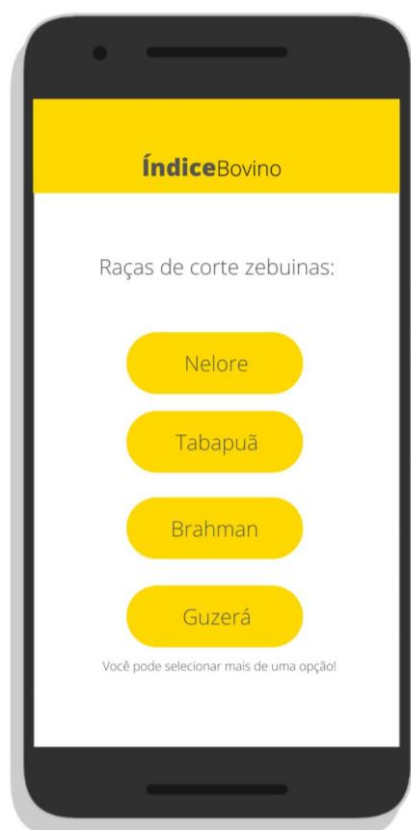 ÍndiceBovino
Raças de corte zebuinas:
Nelore
Tabapuã
Brahman
Guzerá
Você pode selecionar mais de uma opção!